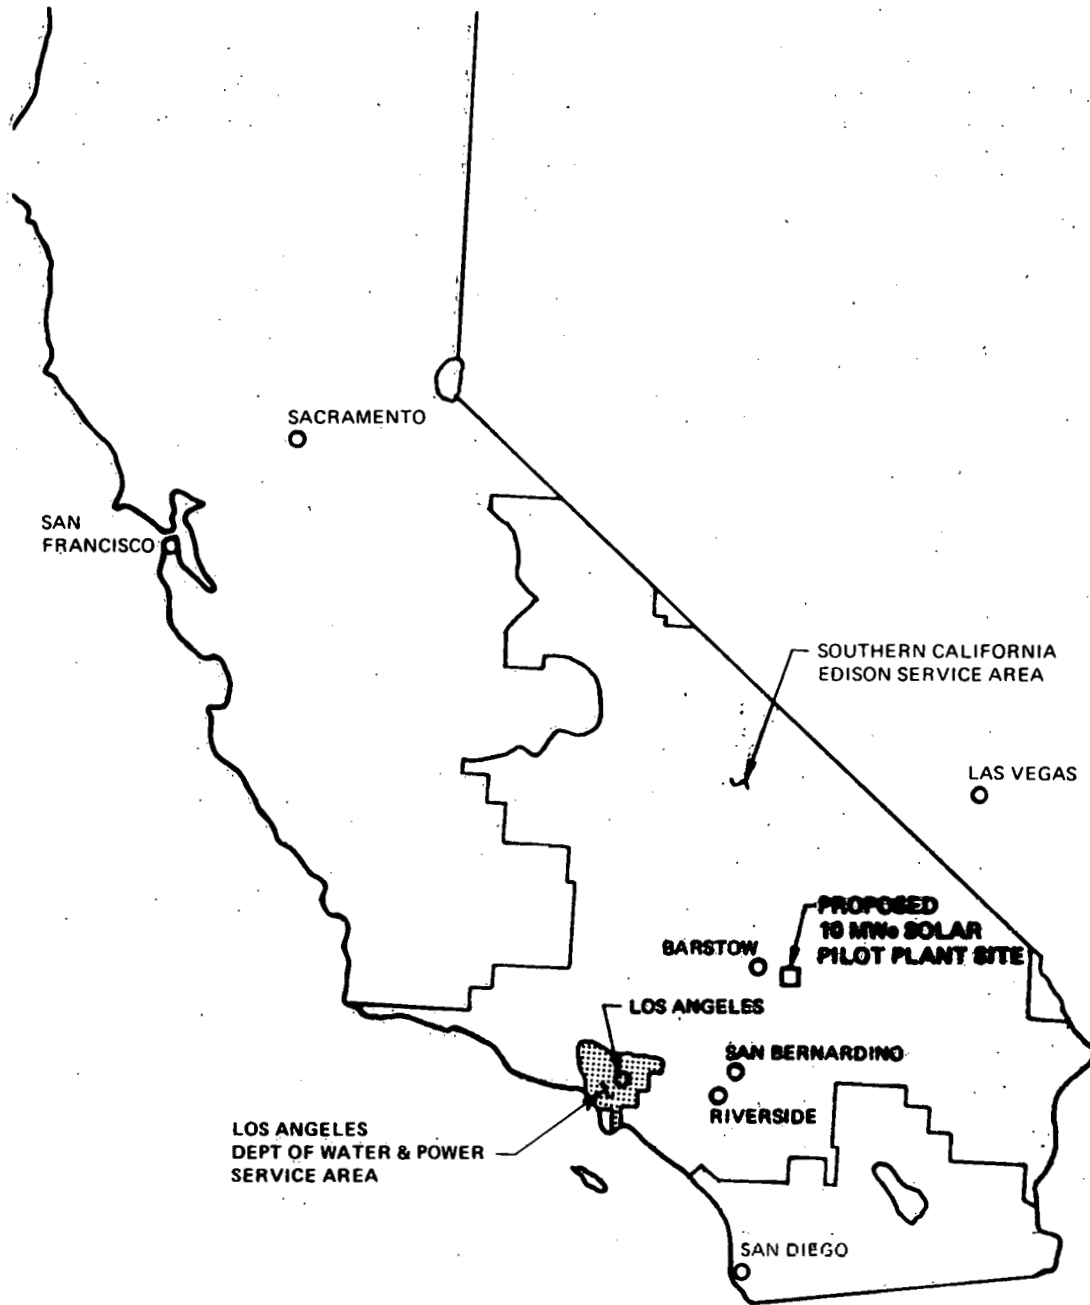 SACRAMENTO
SAN
FRANCISCO
SOUTHERN CALIFORNIA
EDISON SERVICE AREA
LAS VEGAS
PROPOSED
10 MWe SOLAR
PILOT PLANT SITE
BARSTOW
LOS ANGELES
SAN BERNARDINO
RIVERSIDE
LOS ANGELES
DEPT OF WATER & POWER
SERVICE AREA
SAN DIEGO